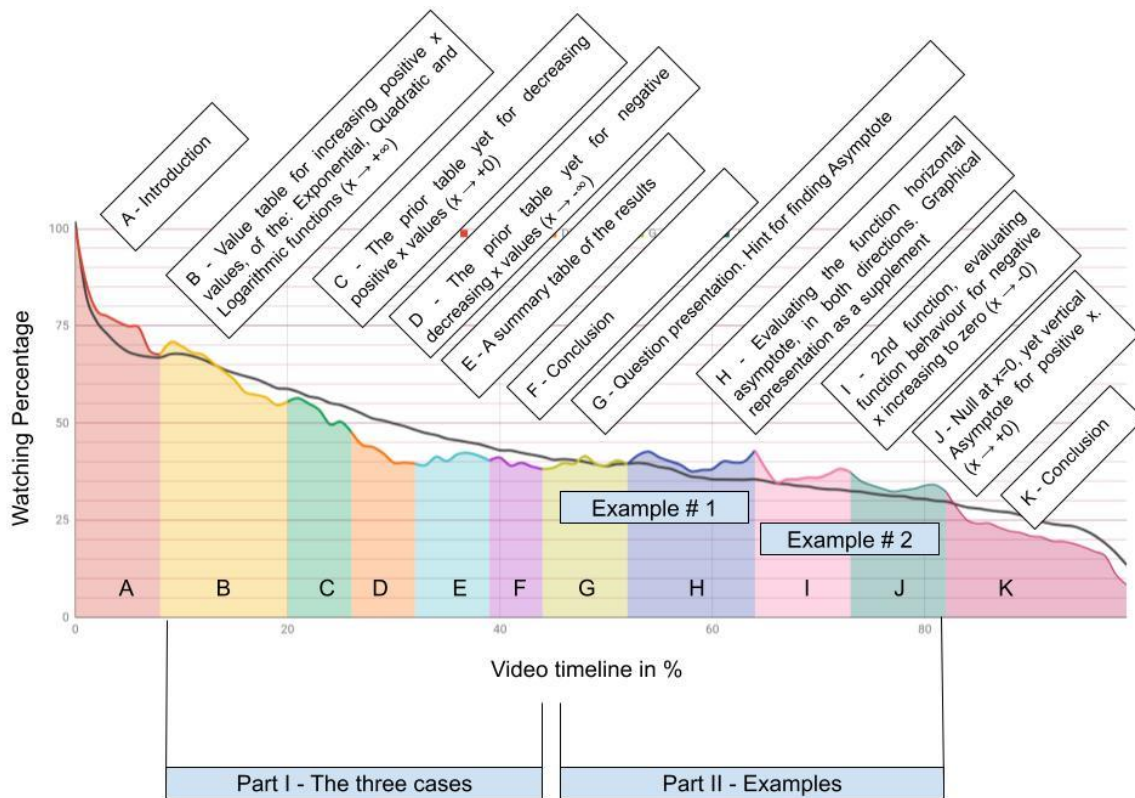 A - Introduction
B - Value table for increasing positive x
values, of the: Exponential, Quadratic and
Logarithmic functions (x → +∞)
C - The prior table yet for decreasing
positive x values (x → +0)
D - The prior table yet for negative
decreasing x values (x → -∞)
E - A summary table of the results
F - Conclusion
G - Question presentation. Hint for finding Asymptote
H - Evaluating the function horizontal
asymptote, in both directions. Graphical
representation as a supplement
I - 2nd function, evaluating
function behaviour for negative
x increasing to zero (x → -0)
J - Null at x=0, yet vertical
Asymptote for positive x.
(x → +0)
K - Conclusion
D
G
Watching Percentage
100
75
50
25
0
Example # 1
Example # 2
A B C D E F G H I J K
0 20 40 60 80
Video timeline in %
Part I - The three cases
Part II - Examples